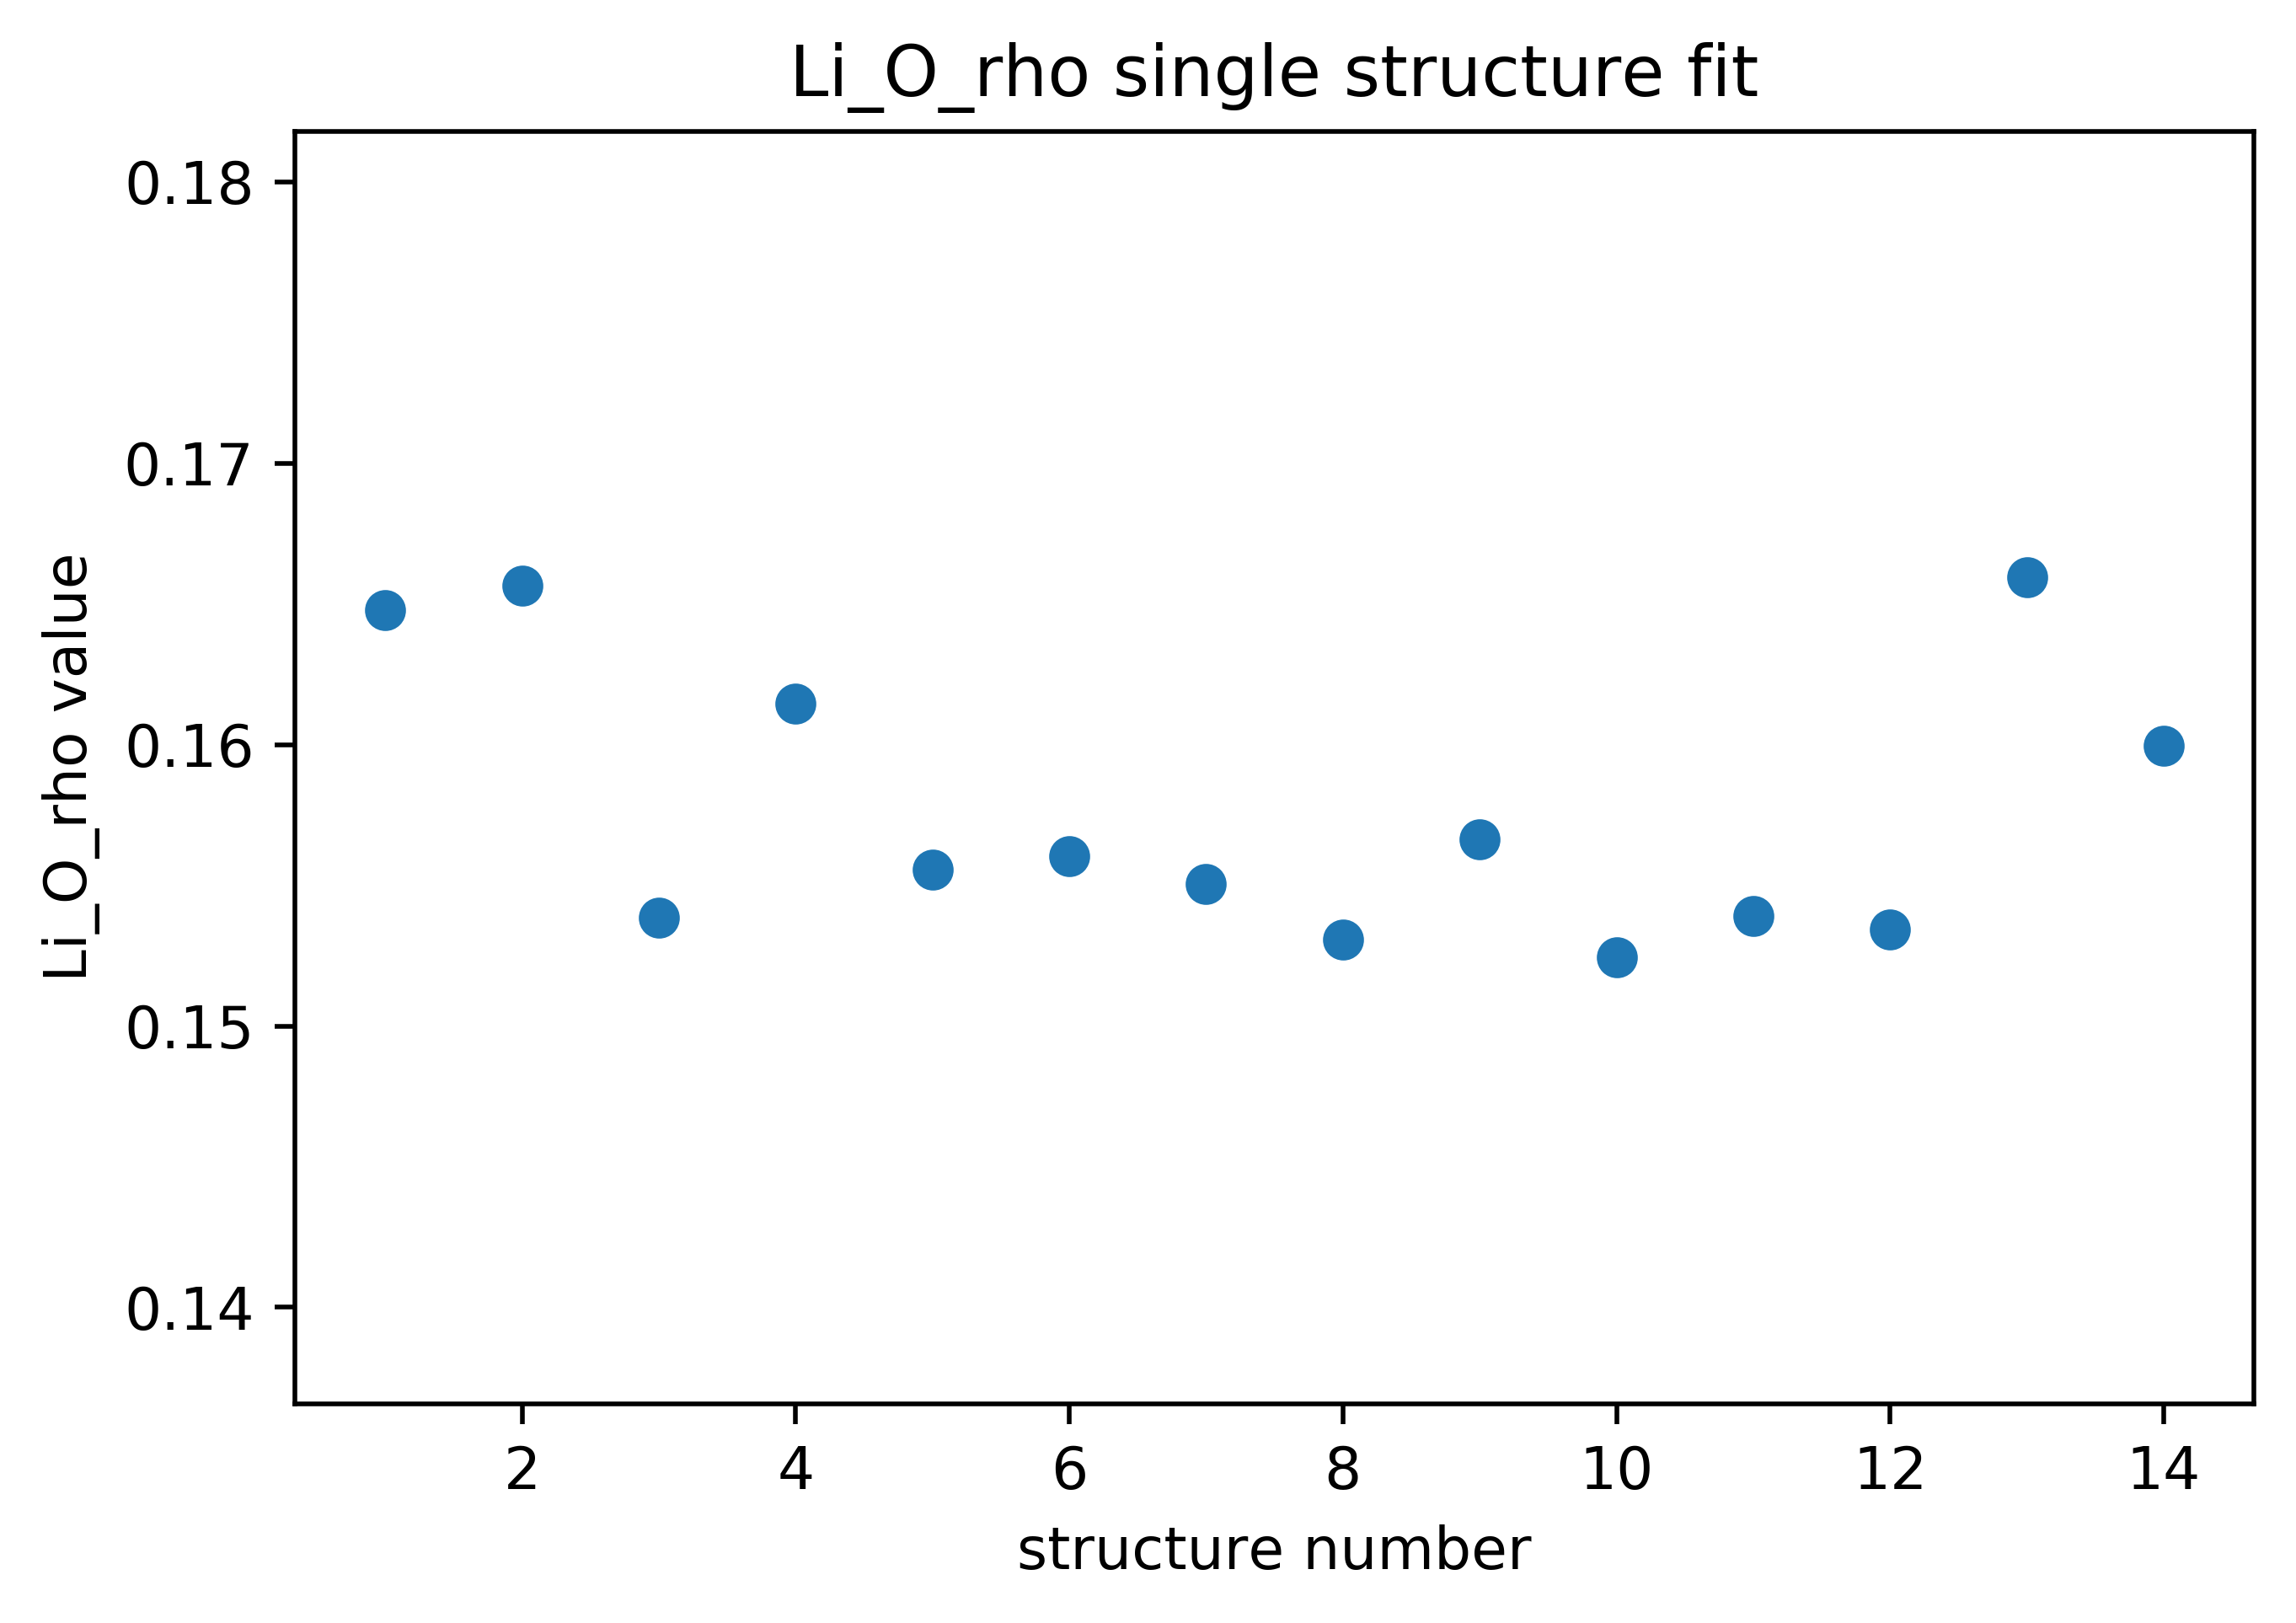 Li_O_rho single structure fit
0.18
0.17
0.16
0.15
0.14
Li_O_rho value
2 4 6 8 10 12 14
structure number